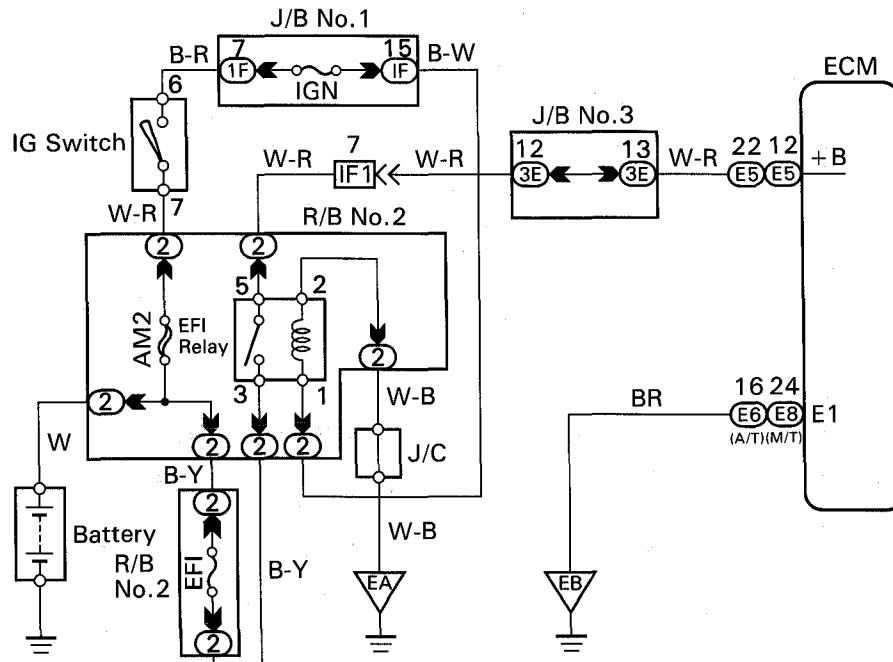 J/B No.1
B-R
7
1F
IGN
15
IF
B-W
ECM
6
IG Switch
7
W-R
7
IF1
W-R
J/B No.3
12
3E
13
3E
W-R
22 12
E5 E5
+B
W-R
R/B No.2
2
2
5
2
AM2
EFI
Relay
2
3
1
2
W-B
16 24
BR
E6 E8
E1
(A/T)(M/T)
W
2
2
2
J/C
B-Y
2
Battery
R/B
No.2
EFI
B-Y
W-B
EA
EB
2